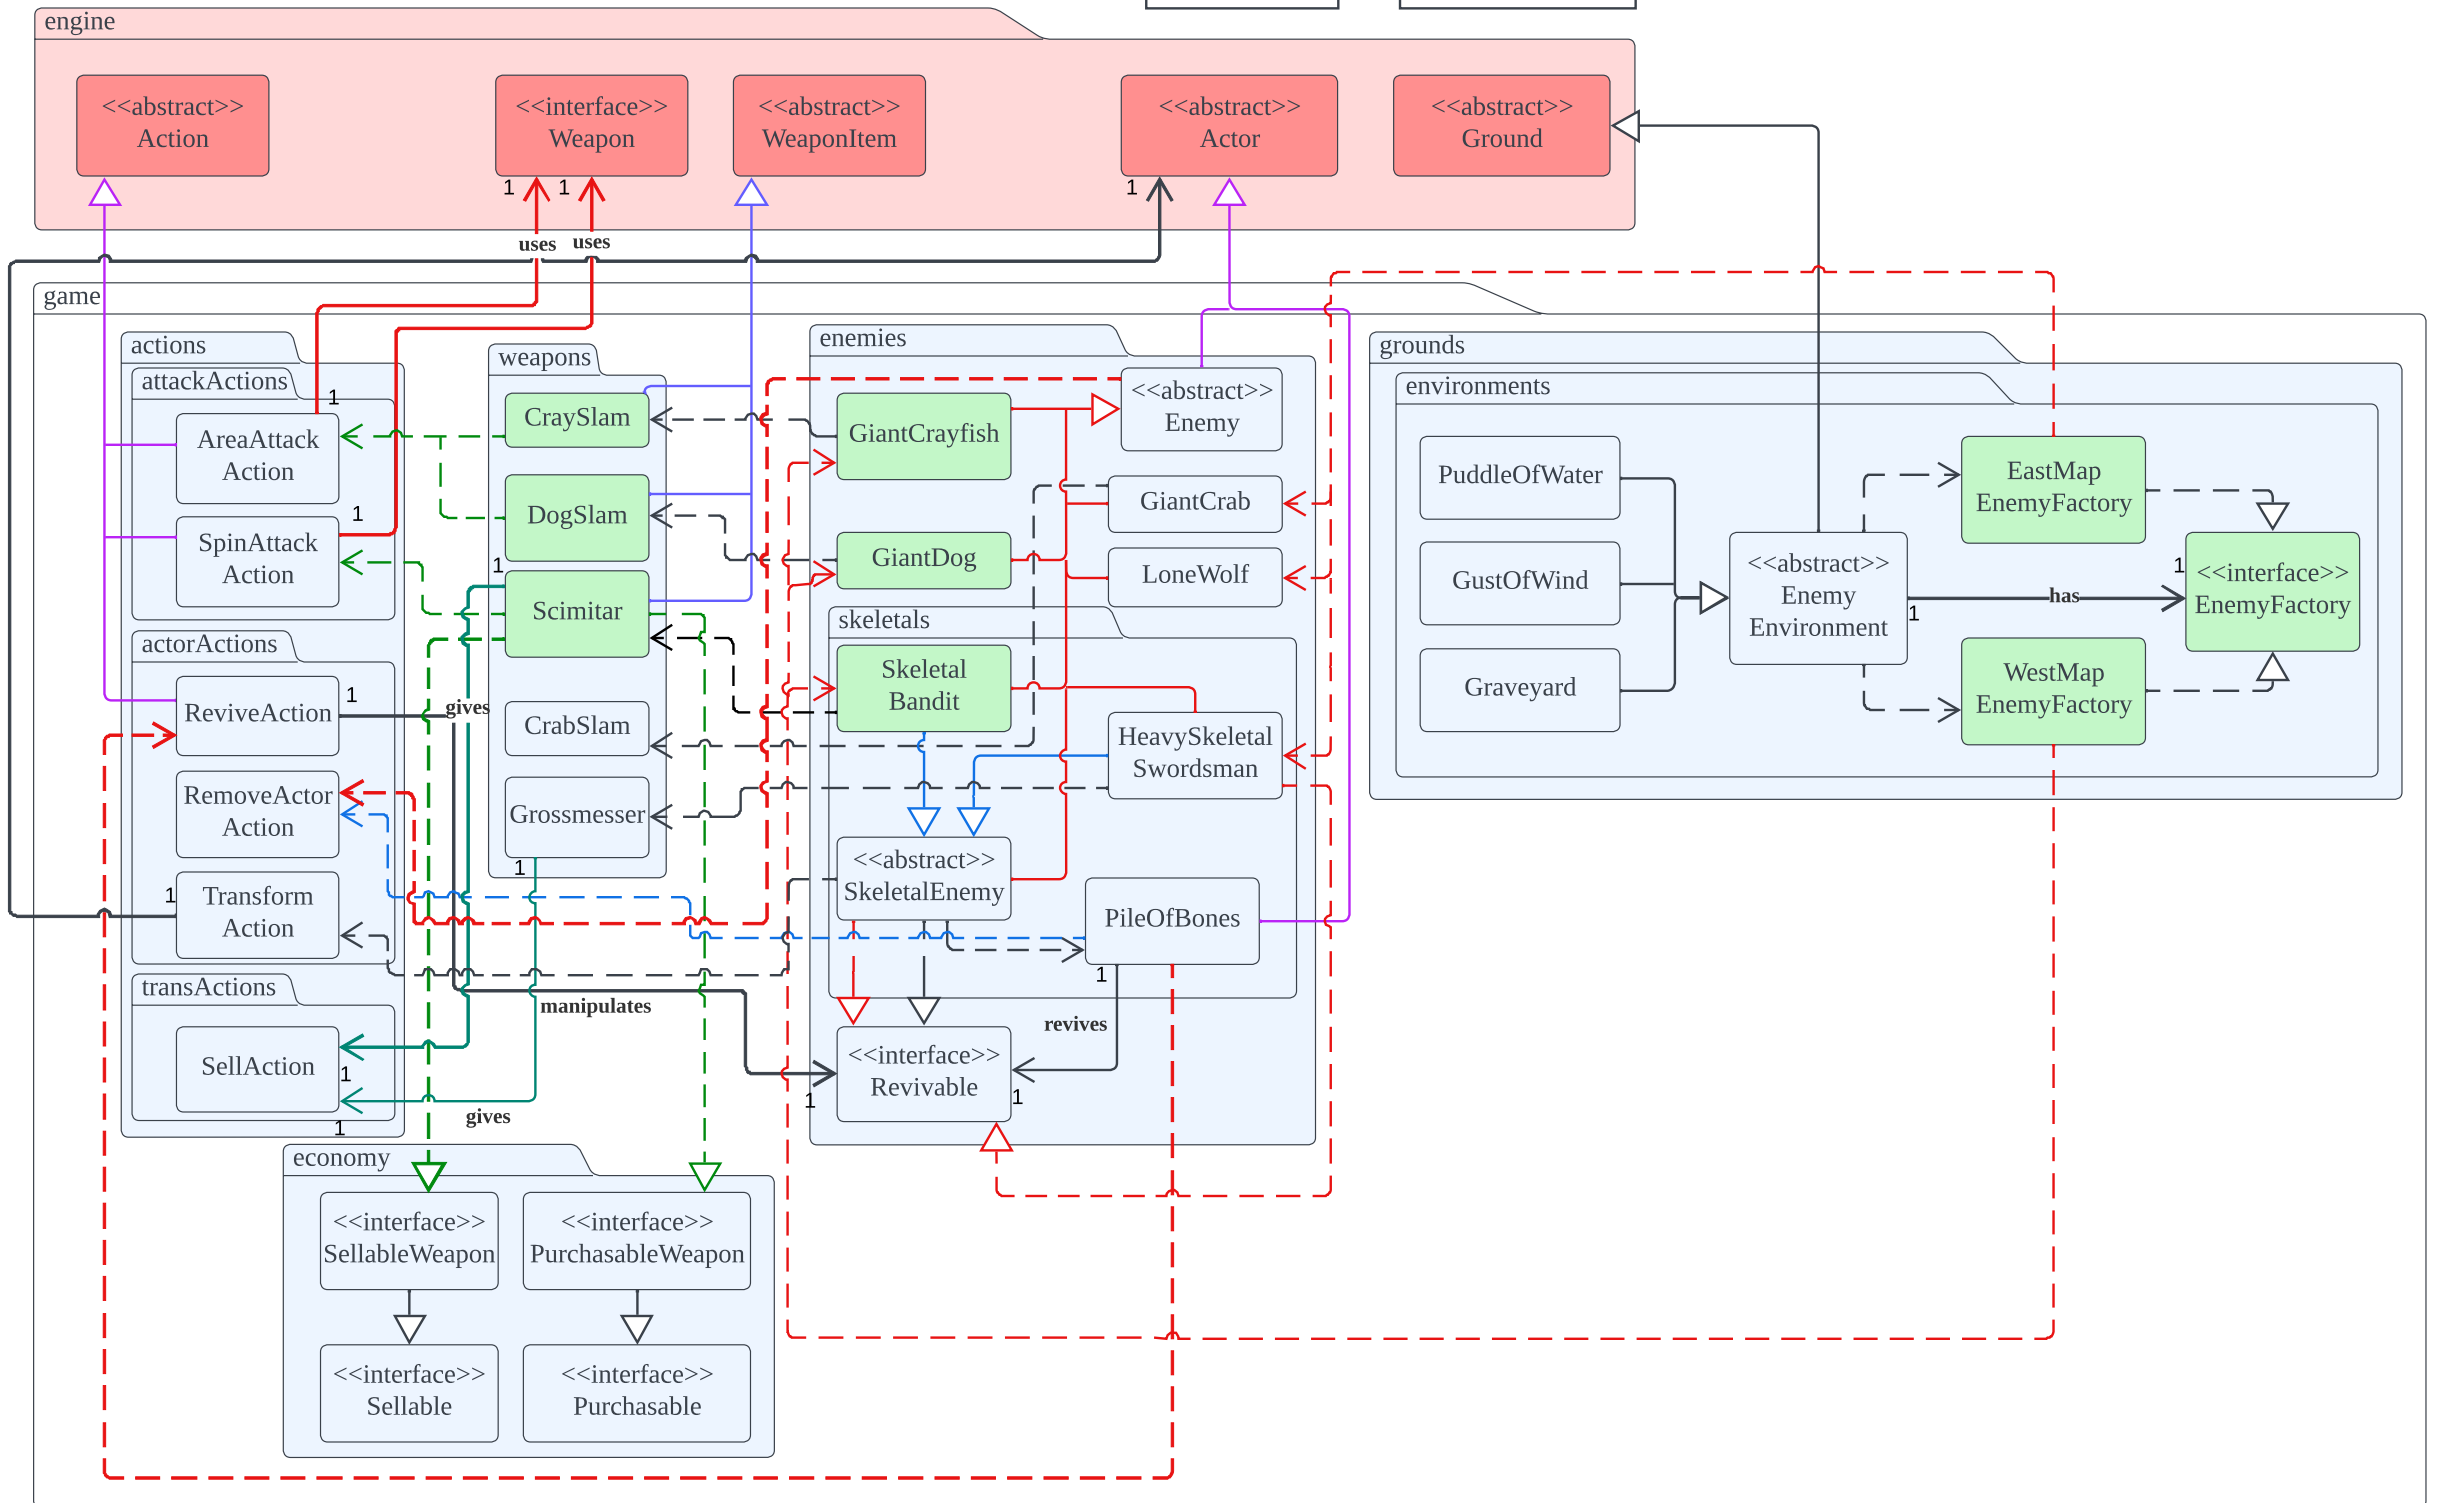 engine
<<abstract>>
Action
<<interface>>
Weapon
<<abstract>>
WeaponItem
<<abstract>>
Actor
<<abstract>>
Ground
1
1
1
uses
uses
game
actions
attackActions
1
AreaAttack
Action
1
SpinAttack
Action
actorActions
ReviveAction
1
gives
RemoveActor
Action
1
Transform
Action
transActions
SellAction
1
1
gives
manipulates
weapons
CraySlam
DogSlam
1
Scimitar
CrabSlam
Grossmesser
1
enemies
GiantCrayfish
<<abstract>>
Enemy
GiantCrab
GiantDog
LoneWolf
skeletals
Skeletal
Bandit
HeavySkeletal
Swordsman
<<abstract>>
SkeletalEnemy
PileOfBones
1
revives
<<interface>>
Revivable
1
1
grounds
environments
PuddleOfWater
GustOfWind
Graveyard
<<abstract>>
Enemy
Environment
1
has
1
EastMap
EnemyFactory
<<interface>>
EnemyFactory
WestMap
EnemyFactory
economy
<<interface>>
SellableWeapon
<<interface>>
PurchasableWeapon
<<interface>>
Sellable
<<interface>>
Purchasable